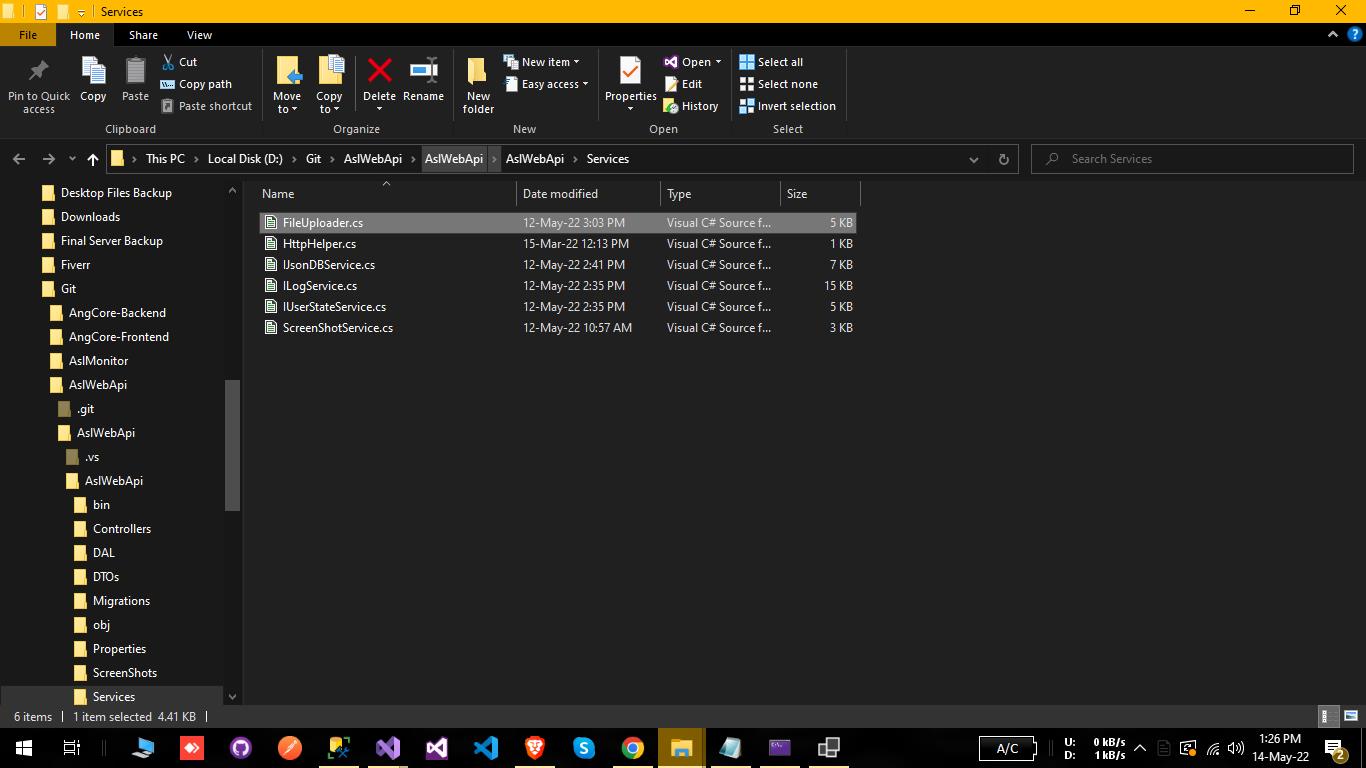 Services
File Home Share View
Pin to Quick access
Copy
Paste
Cut
Copy path
Paste shortcut
Clipboard
Move to
Copy to
Delete
Rename
Organize
New folder
New item
Easy access
New
Properties
Open
Edit
History
Open
Select all
Select none
Invert selection
Select
This PC > Local Disk (D:) > Git > AslWebApi > AslWebApi > AslWebApi > Services
Search Services
Desktop Files Backup
Downloads
Final Server Backup
Fiverr
Git
AngCore-Backend
AngCore-Frontend
AslMonitor
AslWebApi
.git
AslWebApi
.vs
AslWebApi
bin
Controllers
DAL
DTOs
Migrations
obj
Properties
ScreenShots
Services
Name Date modified Type Size
FileUploader.cs 12-May-22 3:03 PM Visual C# Source f... 5 KB
HttpHelper.cs 15-Mar-22 12:13 PM Visual C# Source f... 1 KB
IJsonDBService.cs 12-May-22 2:41 PM Visual C# Source f... 7 KB
ILogService.cs 12-May-22 2:35 PM Visual C# Source f... 15 KB
IUserStateService.cs 12-May-22 2:35 PM Visual C# Source f... 5 KB
ScreenShotService.cs 12-May-22 10:57 AM Visual C# Source f... 3 KB
6 items 1 item selected 4.41 KB
A/C
U: 0 kB/s
D: 1 kB/s
1:26 PM
14-May-22
2